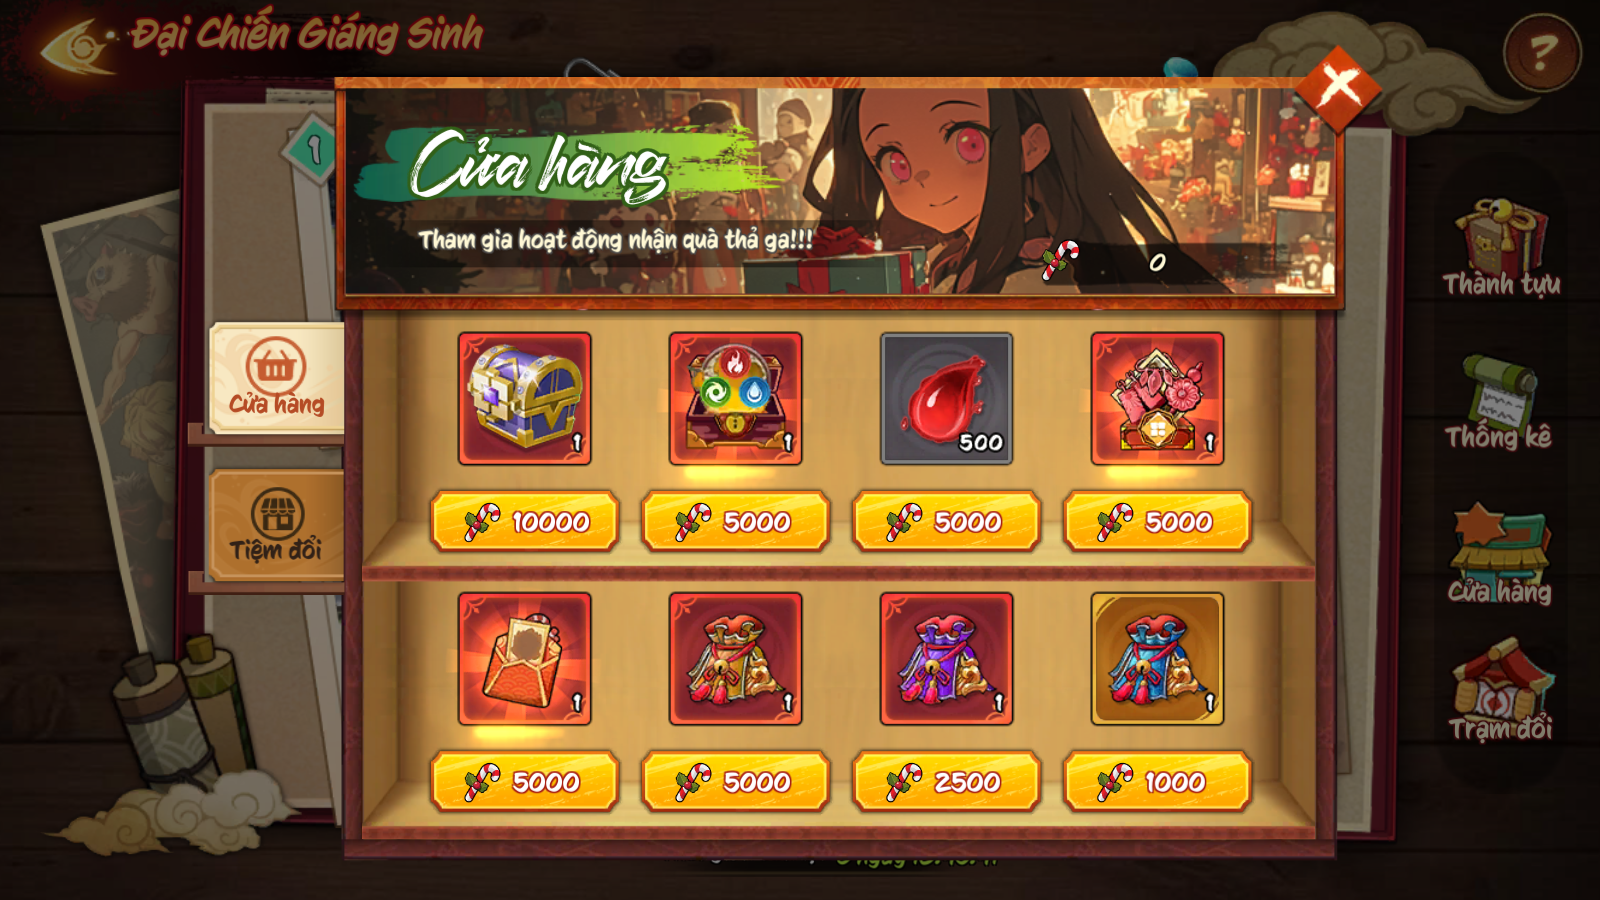 Đại Chiến Giáng Sinh
?
1
Cửa hàng
Tham gia hoạt động nhận quà thả ga!!!
0
Thành tựu
Thống kê
Cửa hàng
Trạm đổi
Cửa hàng
Tiệm đổi
1
1
500
1
10000
5000
5000
5000
1
1
1
1
5000
5000
2500
1000